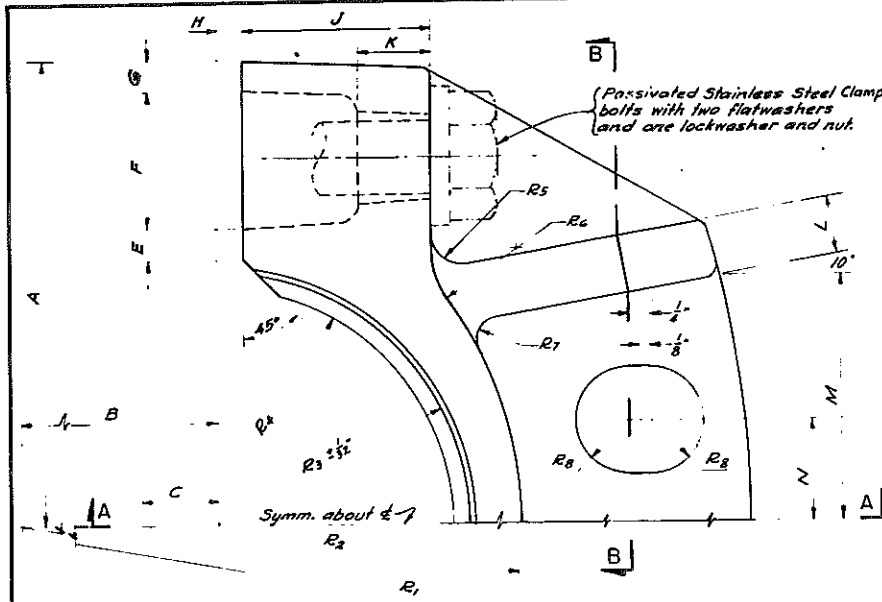 H
J
K
B
Passivated Stainless Steel Clamp
bolts with two flatwashers
and one lockwasher and nut.
G
F
E
A
R5
R6
L
10°
1/4"
1/8"
45°
R7
B
C
R3 ± 1/32"
R8
R8
M
N
A
A
Symm. about ℄
R2
R1
B